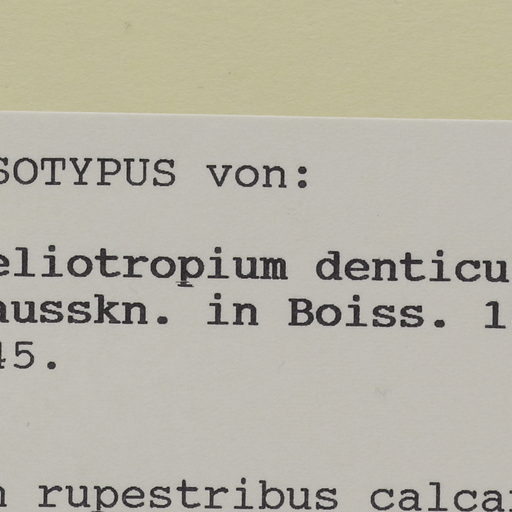 SOTYPUS von:
eliotropium denticu
ausskn. in Boiss. 1
45.
rupestribus calca